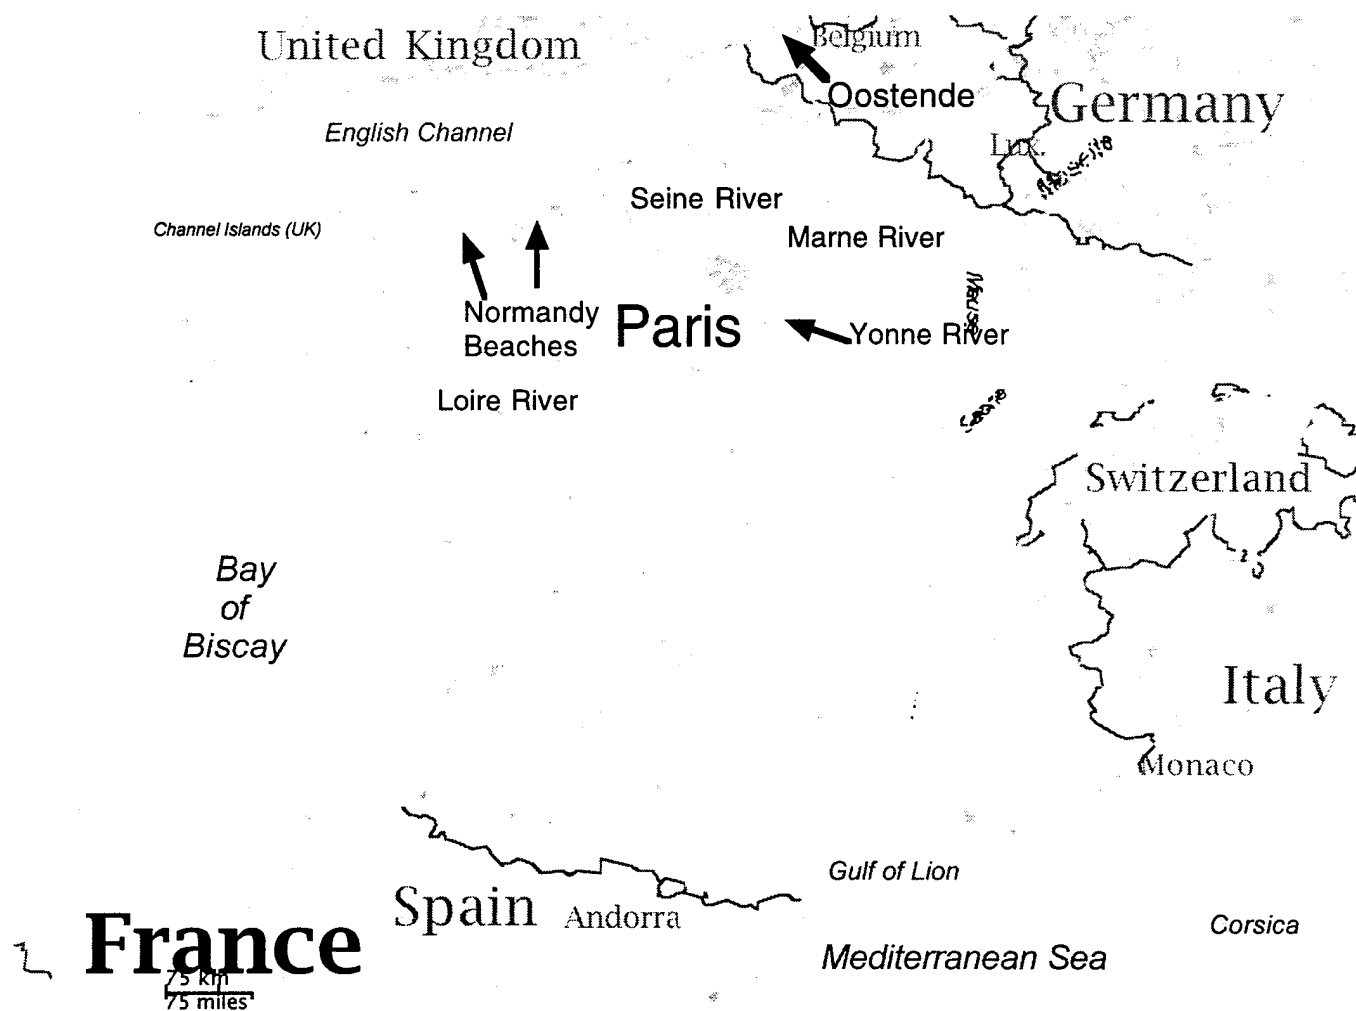 United Kingdom
Belgium
Oostende
Germany
English Channel
Lux.
Moselle
Seine River
Channel Islands (UK)
Marne River
Meuse
Normandy
Beaches
Paris
Yonne River
Loire River
Switzerland
Bay
of
Biscay
Italy
Monaco
Gulf of Lion
Spain
Andorra
Corsica
France
Mediterranean Sea
75 km
75 miles